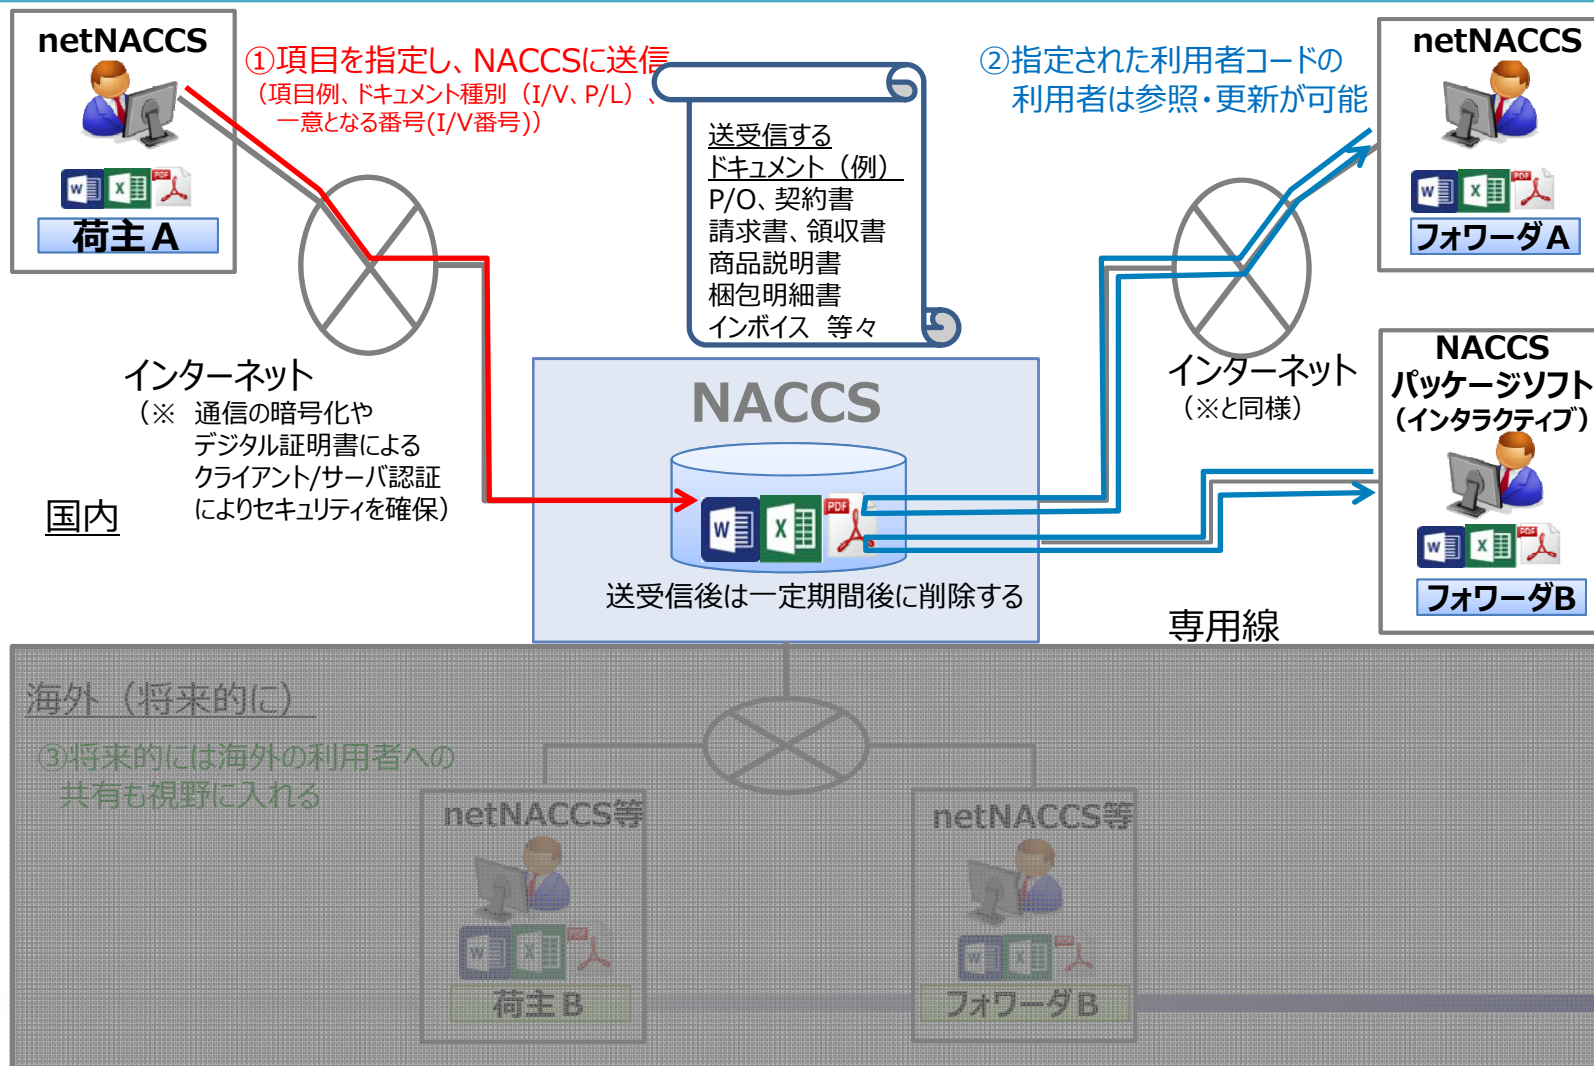 netNACCS
荷主A
①項目を指定し、NACCSに送信
（項目例、ドキュメント種別（I/V、P/L）、
一意となる番号(I/V番号)）
送受信する
ドキュメント（例）
P/O、契約書
請求書、領収書
商品説明書
梱包明細書
インボイス 等々
②指定された利用者コードの
利用者は参照・更新が可能
netNACCS
フォワーダA
インターネット
（※ 通信の暗号化や
デジタル証明書による
クライアント/サーバ認証
によりセキュリティを確保）
国内
NACCS
W
X
PDF
送受信後は一定期間後に削除する
インターネット
（※と同様）
NACCS
パッケージソフト
（インタラクティブ）
フォワーダB
専用線
海外（将来的に）
③将来的には海外の利用者への
共有も視野に入れる
netNACCS等
荷主B
netNACCS等
フォワーダB